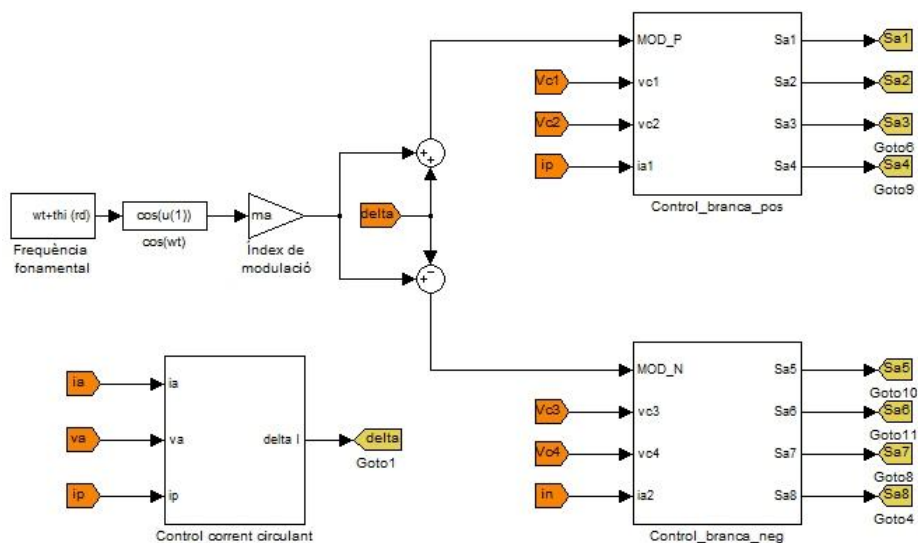 MOD_P
Vc1
vc1
Vc2
vc2
ip
ia1
Sa1
Sa2
Sa3
Sa4
Control_branca_pos
Sa1
Sa2
Sa3
Goto6
Sa4
Goto9
wt+thi (rd)
Freqüència
fonamental
cos(u(1))
cos(wt)
ma
Índex de
modulació
delta
ia
ia
va
va
ip
ip
delta I
Control corrent circulant
delta
Goto1
MOD_N
Vc3
vc3
Vc4
vc4
in
ia2
Sa5
Sa6
Sa7
Sa8
Control_branca_neg
Sa5
Goto10
Sa6
Goto11
Sa7
Goto8
Sa8
Goto4